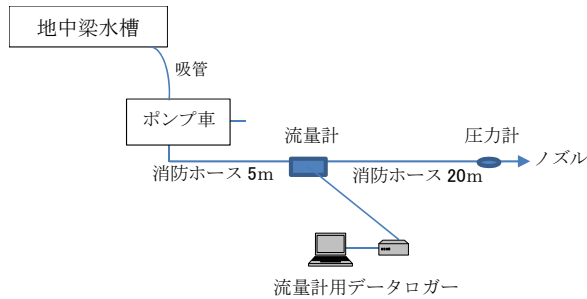 地中梁水槽
吸管
ポンプ車
流量計
圧力計
ノズル
消防ホース 5m
消防ホース 20m
流量計用データロガー